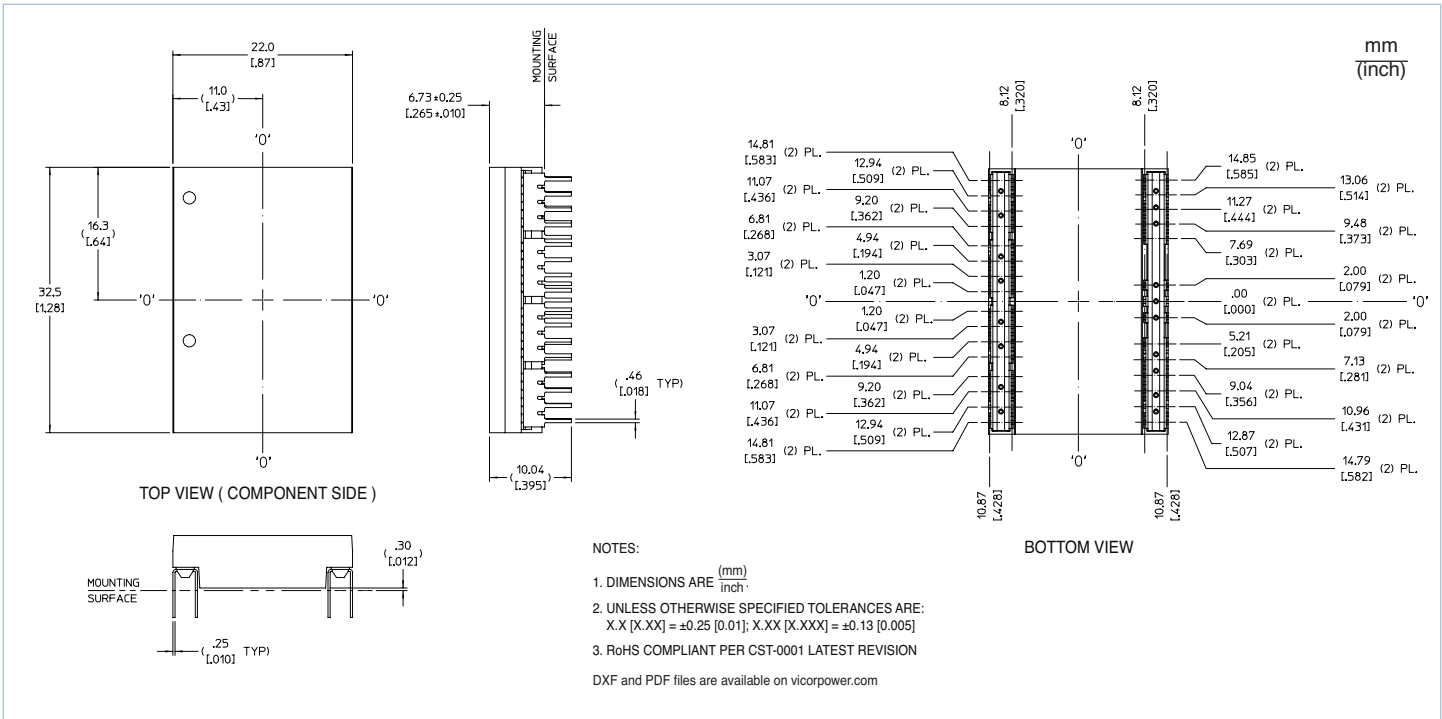 22.0
[.87]
11.0
[.43]
( )
'0'
16.3
[.64]
( )
32.5
[1.28]
'0'
'0'
'0'
TOP VIEW ( COMPONENT SIDE )
MOUNTING
SURFACE
6.73±0.25
[.265±.010]
.46
( [.018] TYP)
10.04
( [.395] )
MOUNTING
SURFACE
.30
( [.012] )
.25
( [.010] TYP)
mm
(inch)
8.12
[.320]
8.12
[.320]
'0'
14.81
[.583] (2) PL.
12.94
[.509] (2) PL.
11.07
[.436] (2) PL.
9.20
[.362] (2) PL.
6.81
[.268] (2) PL.
4.94
[.194] (2) PL.
3.07
[.121] (2) PL.
1.20
[.047] (2) PL.
'0'
1.20
[.047] (2) PL.
3.07
[.121] (2) PL.
4.94
[.194] (2) PL.
6.81
[.268] (2) PL.
9.20
[.362] (2) PL.
11.07
[.436] (2) PL.
12.94
[.509] (2) PL.
14.81
[.583] (2) PL.
14.85
[.585] (2) PL.
13.06
[.514] (2) PL.
11.27
[.444] (2) PL.
9.48
[.373] (2) PL.
7.69
[.303] (2) PL.
2.00
[.079] (2) PL.
.00
[.000] (2) PL.
'0'
2.00
[.079] (2) PL.
5.21
[.205] (2) PL.
7.13
[.281] (2) PL.
9.04
[.356] (2) PL.
10.96
[.431] (2) PL.
12.87
[.507] (2) PL.
14.79
[.582] (2) PL.
'0'
10.87
[.428]
10.87
[.428]
BOTTOM VIEW
NOTES:
1. DIMENSIONS ARE (mm)
inch.
2. UNLESS OTHERWISE SPECIFIED TOLERANCES ARE:
X.X [X.XX] = ±0.25 [0.01]; X.XX [X.XXX] = ±0.13 [0.005]
3. RoHS COMPLIANT PER CST-0001 LATEST REVISION
DXF and PDF files are available on vicorpower.com